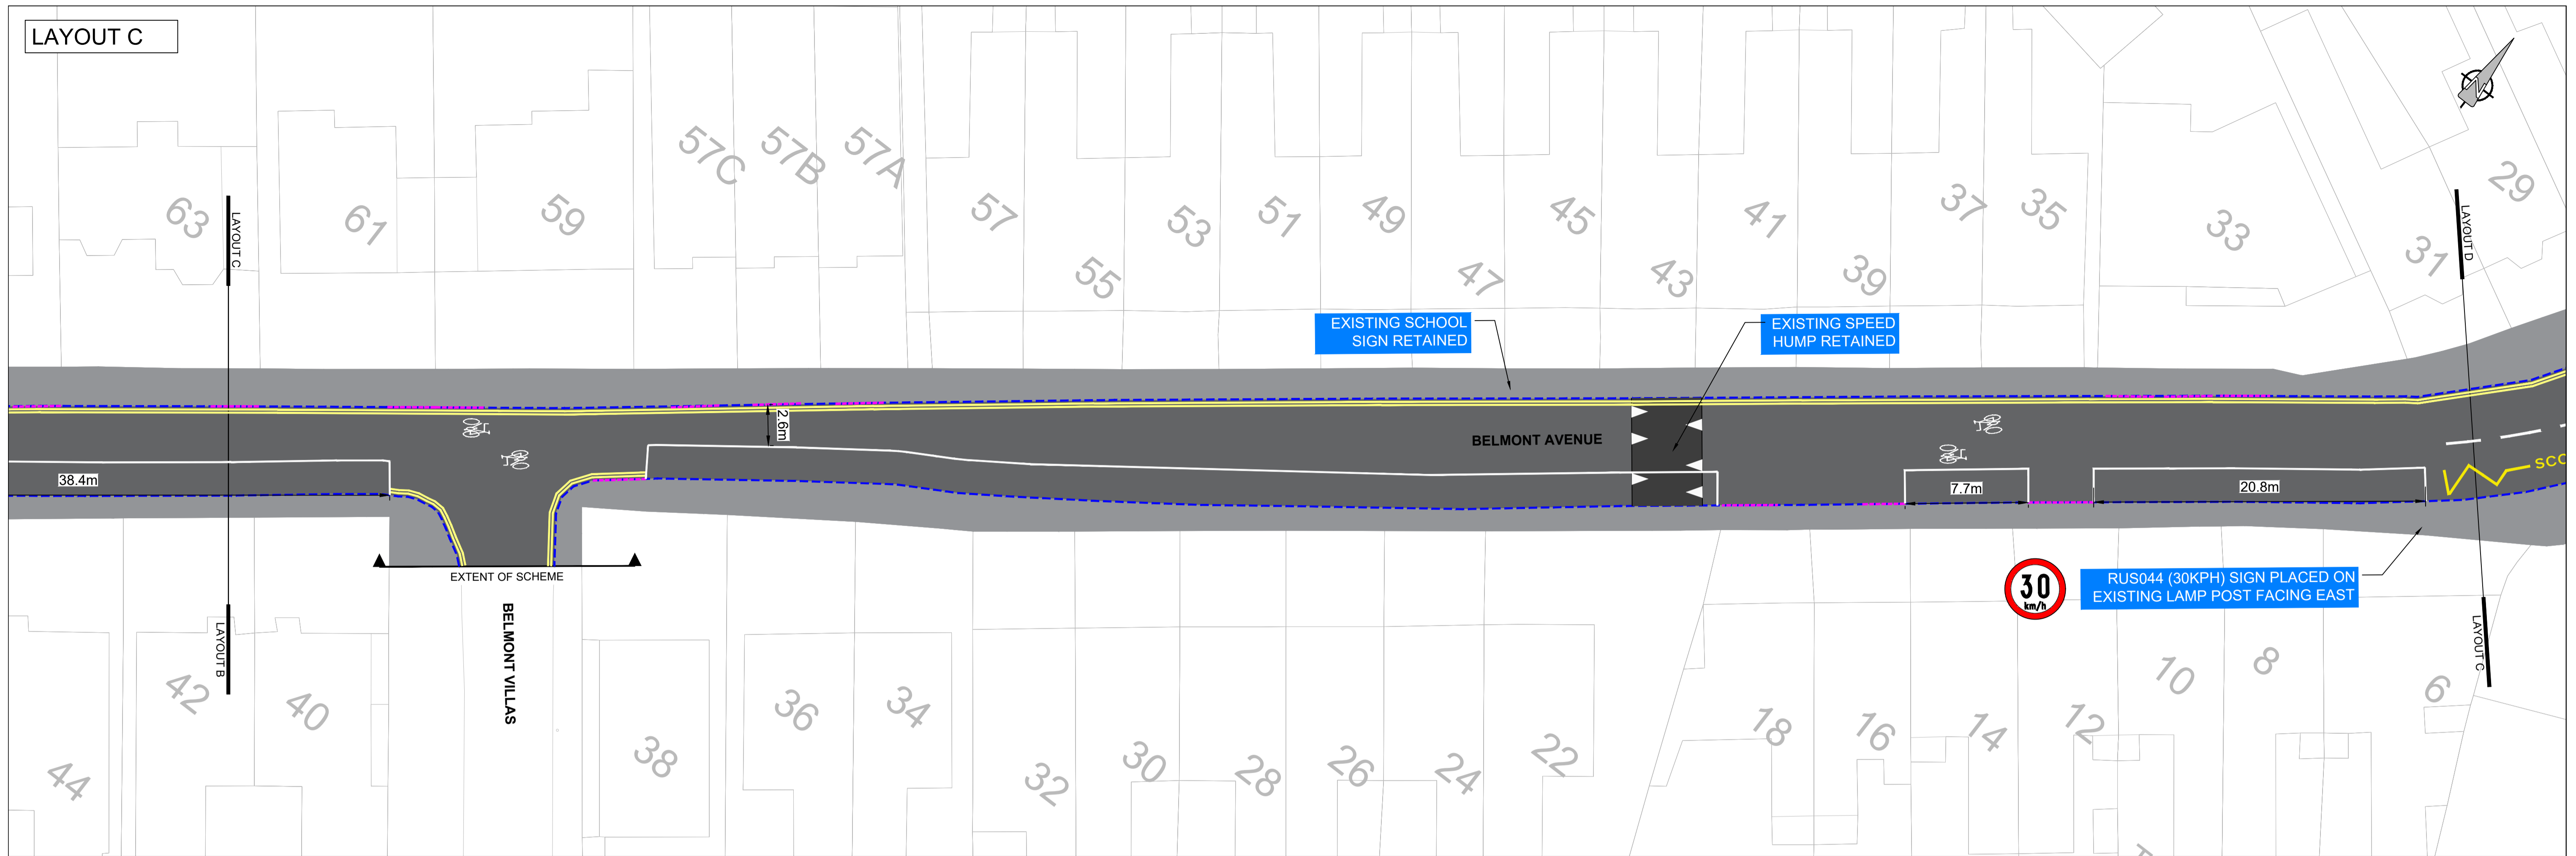 LAYOUT C
63
61
59
57C
57B
57A
57
55
53
51
49
47
45
43
41
39
37
35
33
31
29
LAYOUT C
LAYOUT D
EXISTING SCHOOL
SIGN RETAINED
EXISTING SPEED
HUMP RETAINED
2.6m
BELMONT AVENUE
38.4m
7.7m
20.8m
SCO
EXTENT OF SCHEME
BELMONT VILLAS
30
km/h
RUS044 (30KPH) SIGN PLACED ON
EXISTING LAMP POST FACING EAST
LAYOUT B
LAYOUT C
44
42
40
38
36
34
32
30
28
26
24
22
18
16
14
12
10
8
6